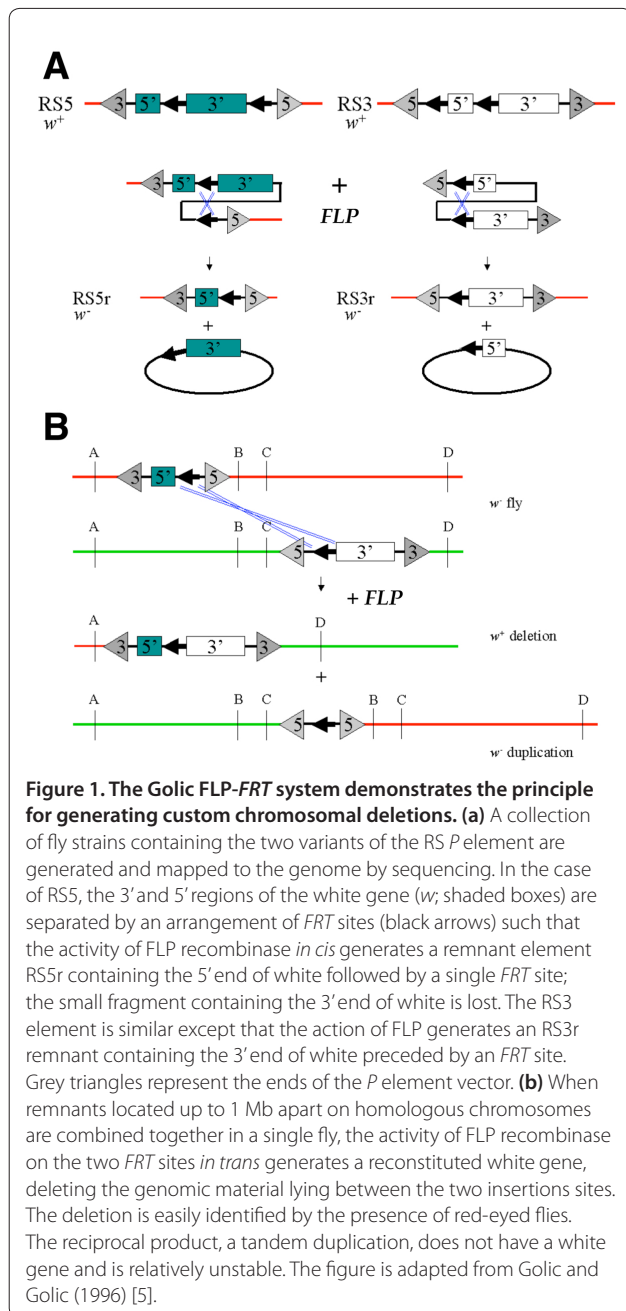 A
RS5
w+
3 5' 3' 5
RS3
w+
5 5' 3' 3
3 5' 3'
5
+
FLP
5 5'
3' 3
RS5r
w-
3 5' 5
+
3'
RS3r
w-
5 3' 3
+
5'
B
A B C D
3 5' 5
w- fly
A B C D
5 3' 3
+ FLP
A D
3 5' 3' 3
w+ deletion
+
A B C B C D
5 5
w- duplication
Figure 1. The Golic FLP-FRT system demonstrates the principle
for generating custom chromosomal deletions. (a) A collection
of fly strains containing the two variants of the RS P element are
generated and mapped to the genome by sequencing. In the case
of RS5, the 3' and 5' regions of the white gene (w; shaded boxes) are
separated by an arrangement of FRT sites (black arrows) such that
the activity of FLP recombinase in cis generates a remnant element
RS5r containing the 5' end of white followed by a single FRT site;
the small fragment containing the 3' end of white is lost. The RS3
element is similar except that the action of FLP generates an RS3r
remnant containing the 3' end of white preceded by an FRT site.
Grey triangles represent the ends of the P element vector. (b) When
remnants located up to 1 Mb apart on homologous chromosomes
are combined together in a single fly, the activity of FLP recombinase
on the two FRT sites in trans generates a reconstituted white gene,
deleting the genomic material lying between the two insertions sites.
The deletion is easily identified by the presence of red-eyed flies.
The reciprocal product, a tandem duplication, does not have a white
gene and is relatively unstable. The figure is adapted from Golic and
Golic (1996) [5].